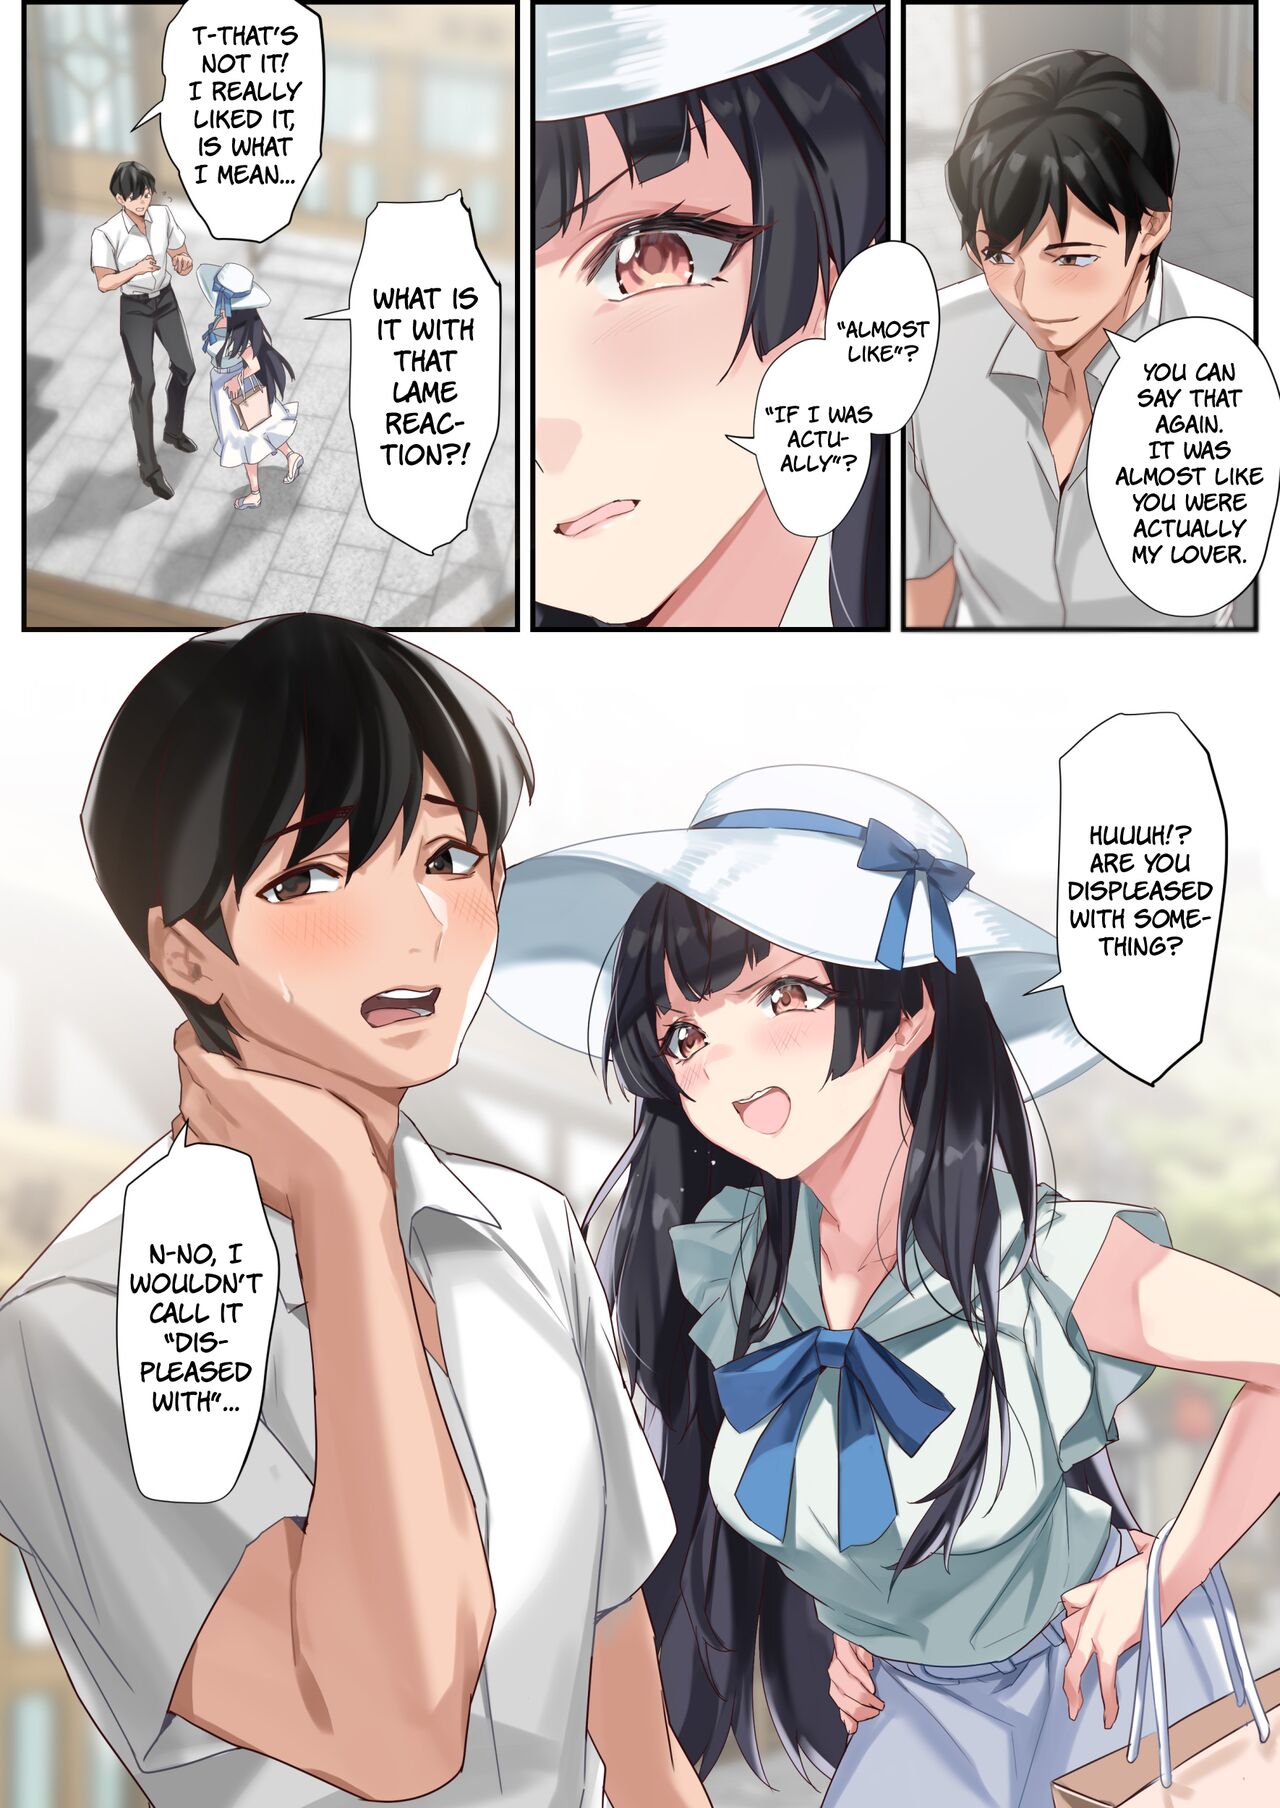 YOU CAN
SAY THAT
AGAIN.
IT WAS
ALMOST LIKE
YOU WERE
ACTUALLY
MY LOVER.
"ALMOST
LIKE"?
"IF I WAS
ACTU-
ALLY"?
T-THAT'S
NOT IT!
I REALLY
LIKED IT,
IS WHAT
I MEAN...
WHAT IS
IT WITH
THAT
LAME
REAC-
TION?!
HUUUH!?
ARE YOU
DISPLEASED
WITH SOME-
THING?
N-NO, I
WOULDN'T
CALL IT
"DIS-
PLEASED
WITH"...